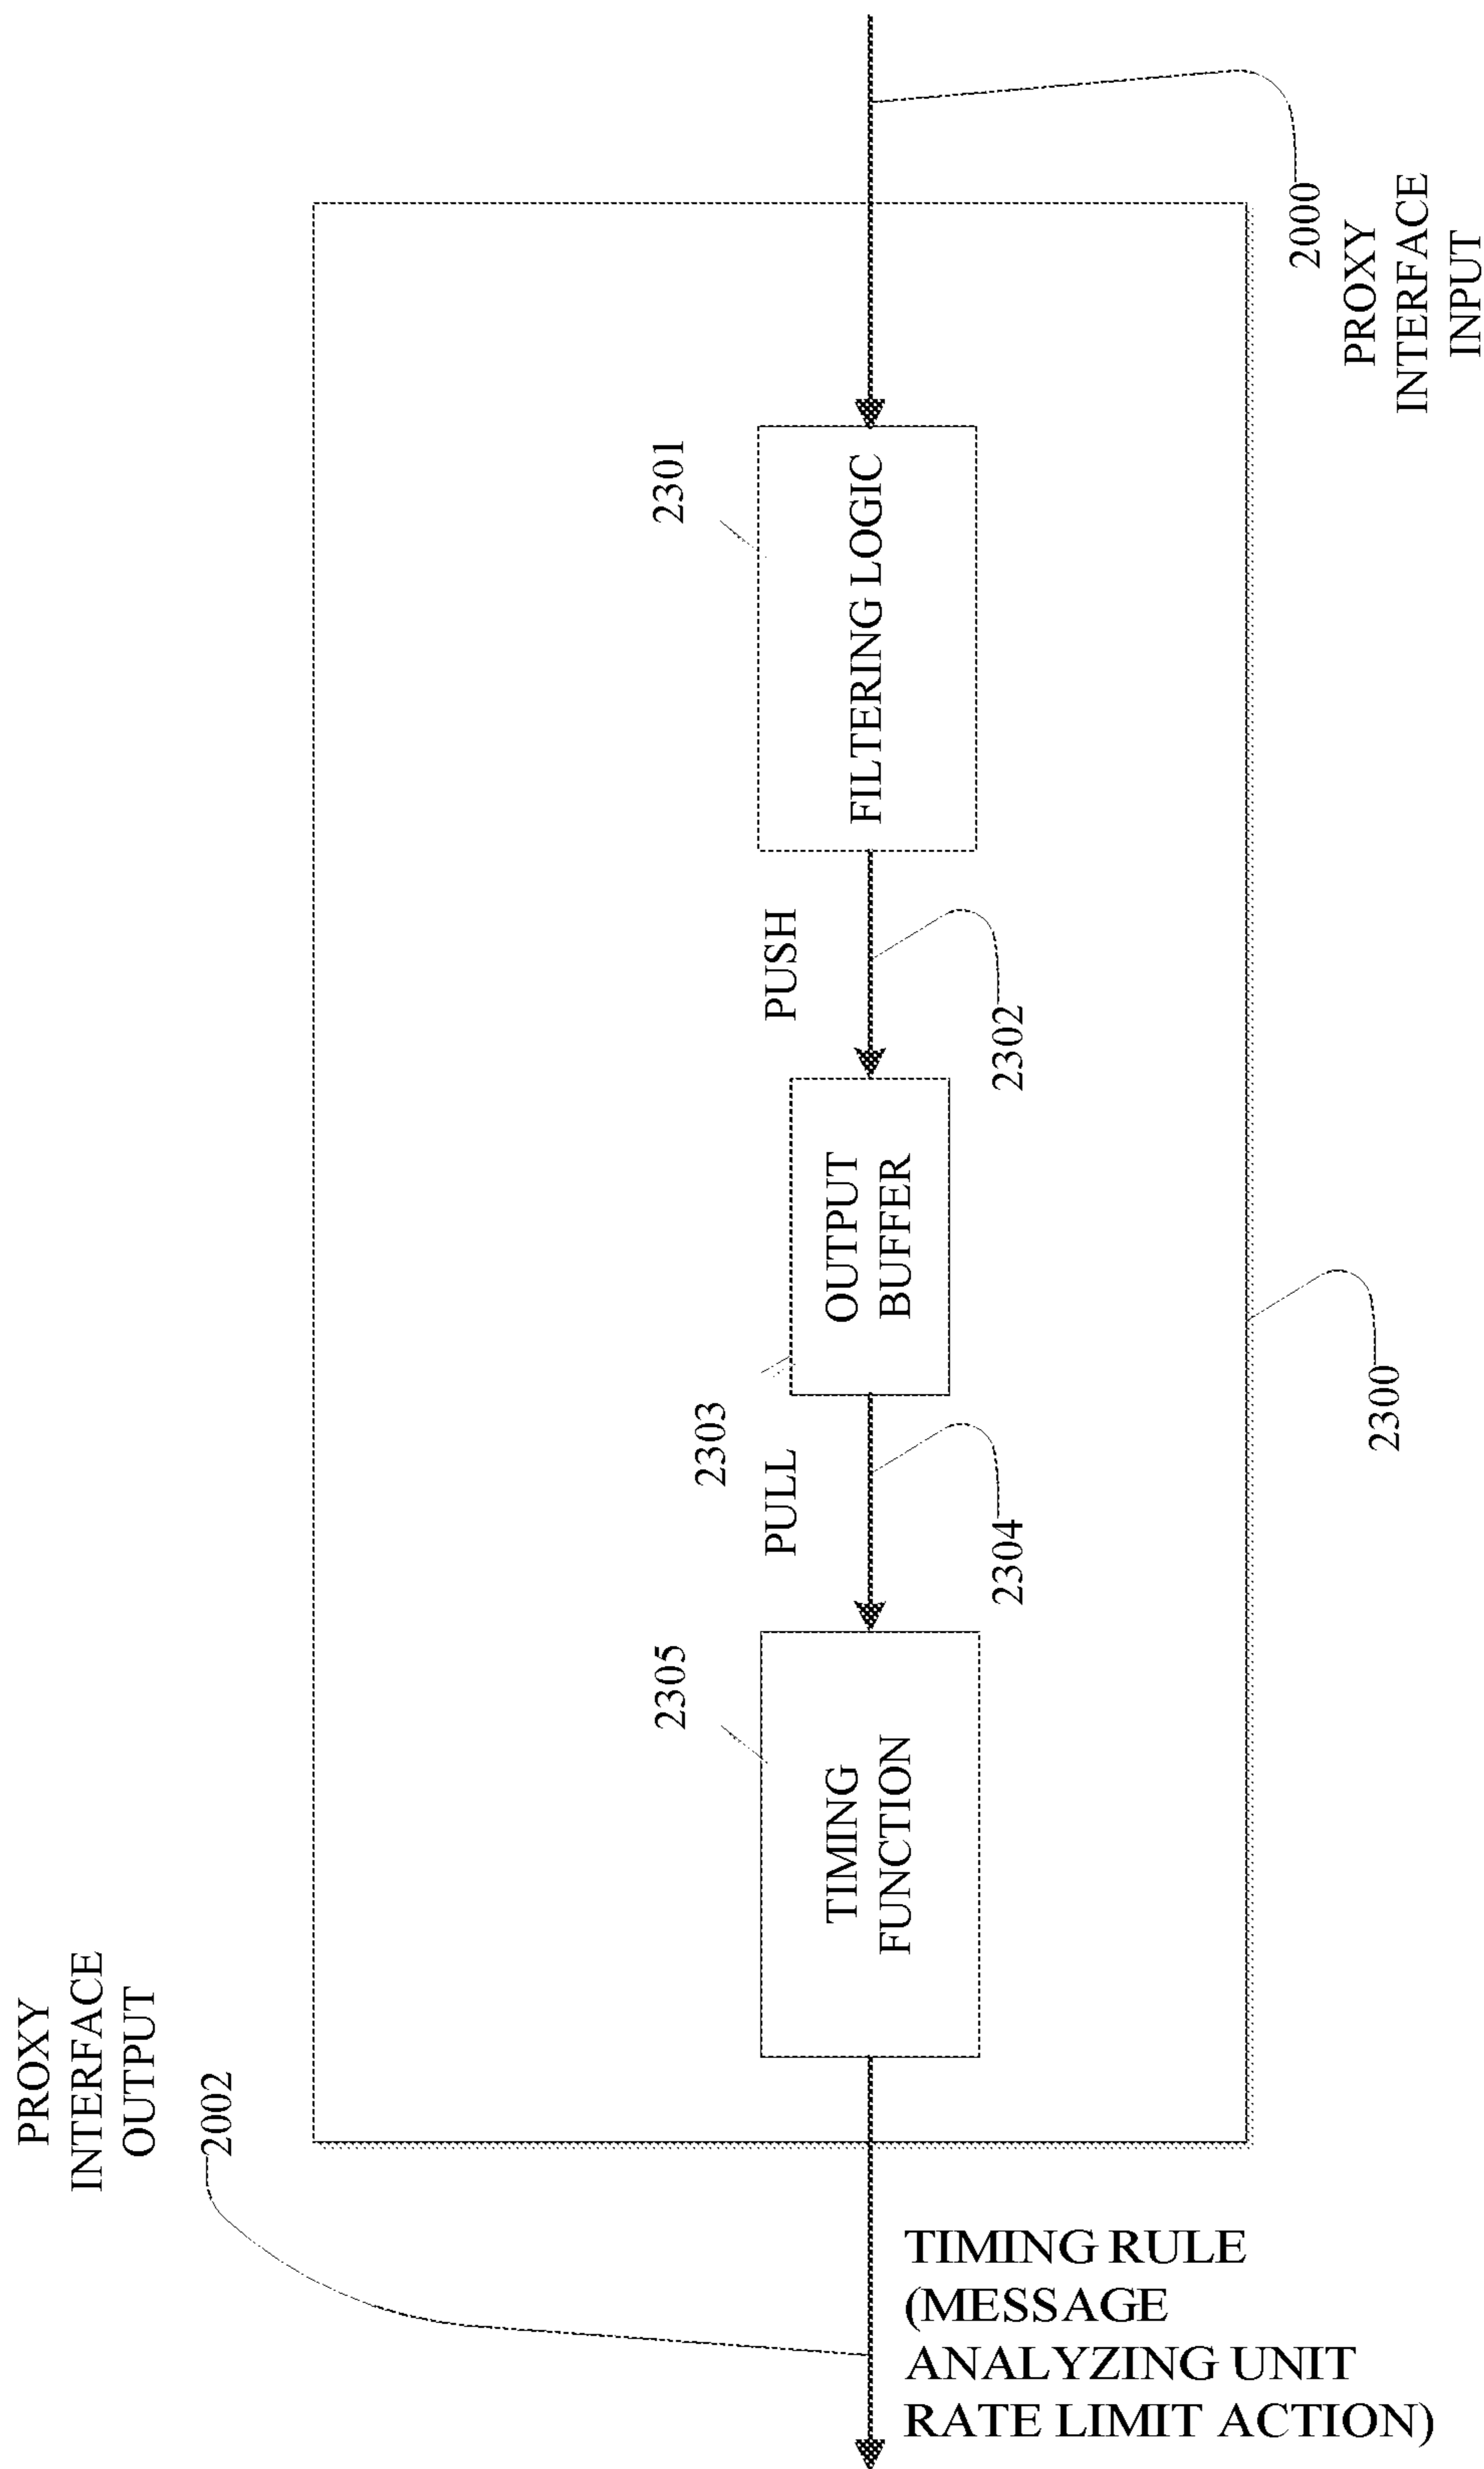 2000
PROXY
INTERFACE
INPUT
2301
FILTERING LOGIC
PUSH
2302
OUTPUT
BUFFER
2303
PULL
2304
2300
2305
TIMING
FUNCTION
PROXY
INTERFACE
OUTPUT
2002
TIMING RULE
(MESSAGE
ANALYZING UNIT
RATE LIMIT ACTION)